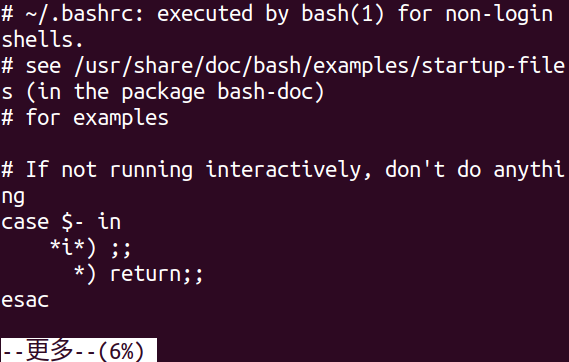 # ~/.bashrc: executed by bash(1) for non-login
shells.
# see /usr/share/doc/bash/examples/startup-file
s (in the package bash-doc)
# for examples

# If not running interactively, don't do anythi
ng
case $- in
    *i*) ;;
      *) return;;
esac

--更多--(6%)